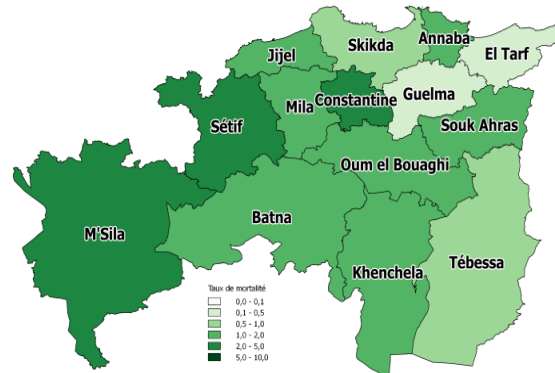 Skikda
Annaba
Jijel
El Tarf
Guelma
Mila
Constantine
Sétif
Souk Ahras
Oum el Bouaghi
Batna
M'Sila
Khenchela
Tébessa
Taux de mortalité
0,0 - 0,1
0,1 - 0,5
0,5 - 1,0
1,0 - 2,0
2,0 - 5,0
5,0 - 10,0